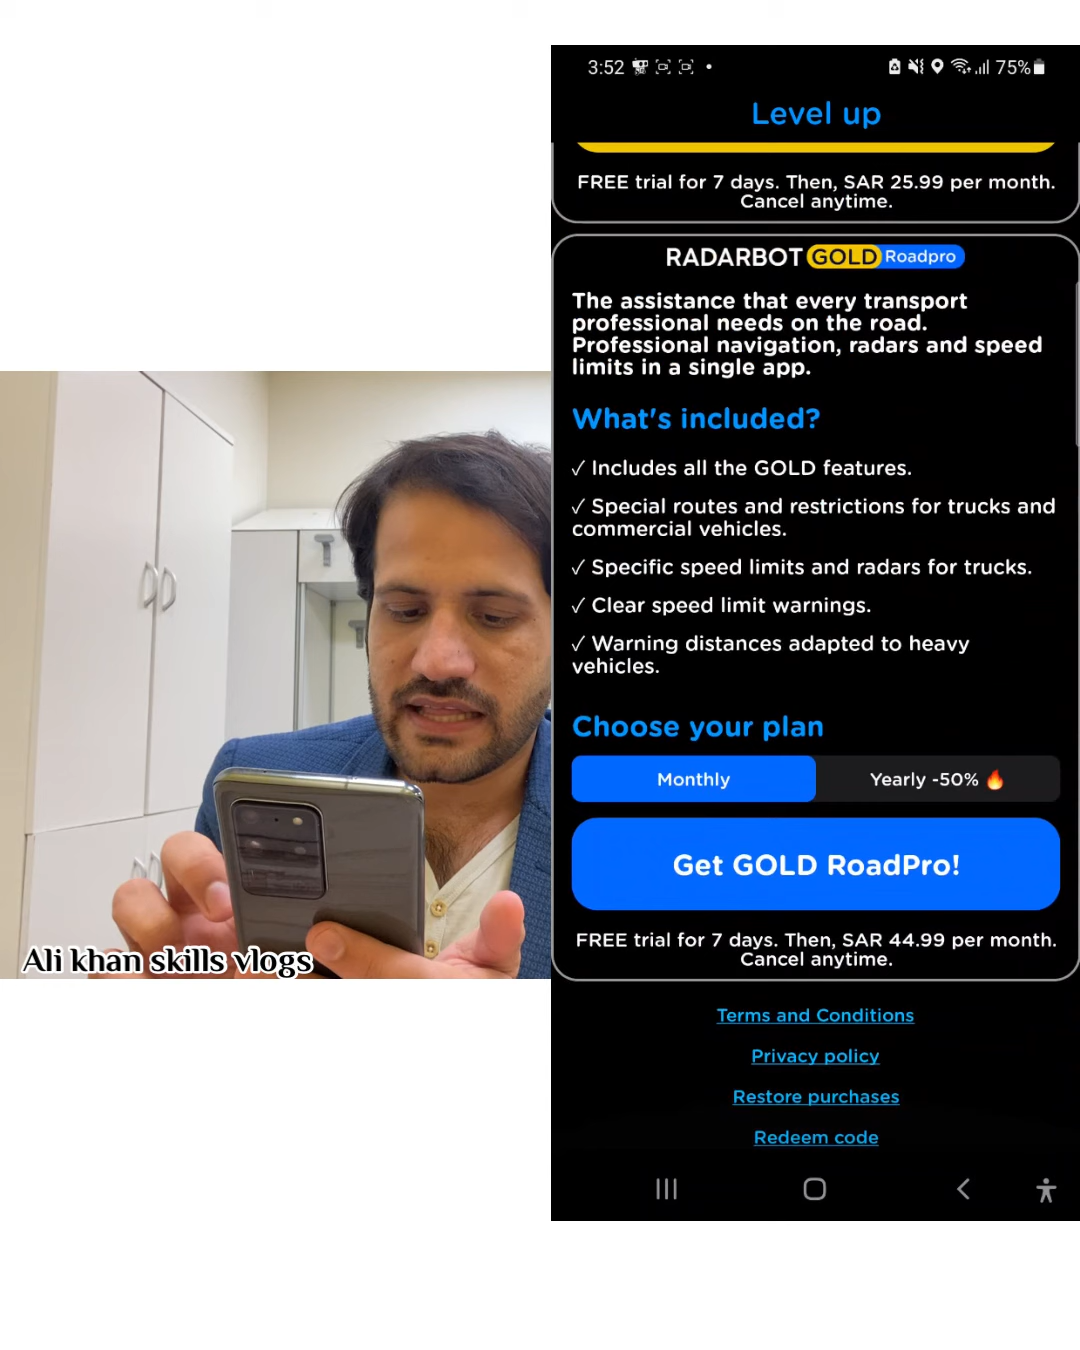 3:52
75%
Level up
FREE trial for 7 days. Then, SAR 25.99 per month.
Cancel anytime.
RADARBOT GOLD Roadpro
The assistance that every transport
professional needs on the road.
Professional navigation, radars and speed
limits in a single app.
What's included?
✓ Includes all the GOLD features.
✓ Special routes and restrictions for trucks and
commercial vehicles.
✓ Specific speed limits and radars for trucks.
✓ Clear speed limit warnings.
✓ Warning distances adapted to heavy
vehicles.
Choose your plan
Monthly
Yearly -50% 🔥
Get GOLD RoadPro!
FREE trial for 7 days. Then, SAR 44.99 per month.
Cancel anytime.
Terms and Conditions
Privacy policy
Restore purchases
Redeem code
Ali khan skills vlogs